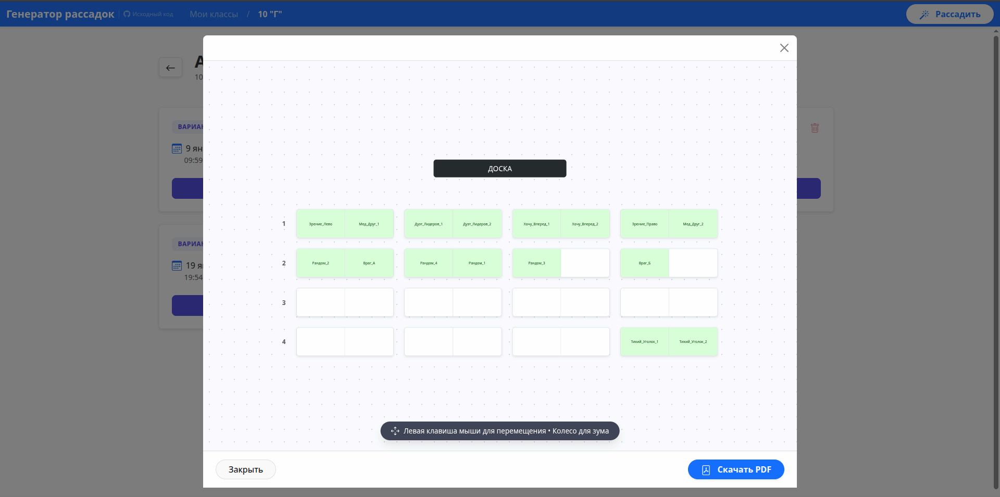 Генератор рассадок Исходный код Мои классы / 10 "Г" Рассадить
А
10
ВАРИАН
9 ян
09:59
ВАРИАН
19 я
19:54
ДОСКА
1 Зрение_Лево Мед_Друг_1 Дуэт_Лидеров_1 Дуэт_Лидеров_2 Хочу_Вперед_1 Хочу_Вперед_2 Зрение_Право Мед_Друг_2
2 Рандом_2 Враг_А Рандом_4 Рандом_1 Рандом_3 Враг_Б
3
4 Тихий_Уголок_1 Тихий_Уголок_2
Левая клавиша мыши для перемещения • Колесо для зума
Закрыть Скачать PDF